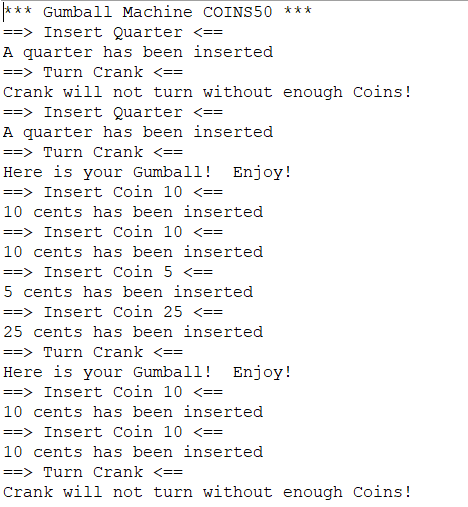 *** Gumball Machine COINS50 ***
==> Insert Quarter <==
A quarter has been inserted
==> Turn Crank <==
Crank will not turn without enough Coins!
==> Insert Quarter <==
A quarter has been inserted
==> Turn Crank <==
Here is your Gumball!  Enjoy!
==> Insert Coin 10 <==
10 cents has been inserted
==> Insert Coin 10 <==
10 cents has been inserted
==> Insert Coin 5 <==
5 cents has been inserted
==> Insert Coin 25 <==
25 cents has been inserted
==> Turn Crank <==
Here is your Gumball!  Enjoy!
==> Insert Coin 10 <==
10 cents has been inserted
==> Insert Coin 10 <==
10 cents has been inserted
==> Turn Crank <==
Crank will not turn without enough Coins!